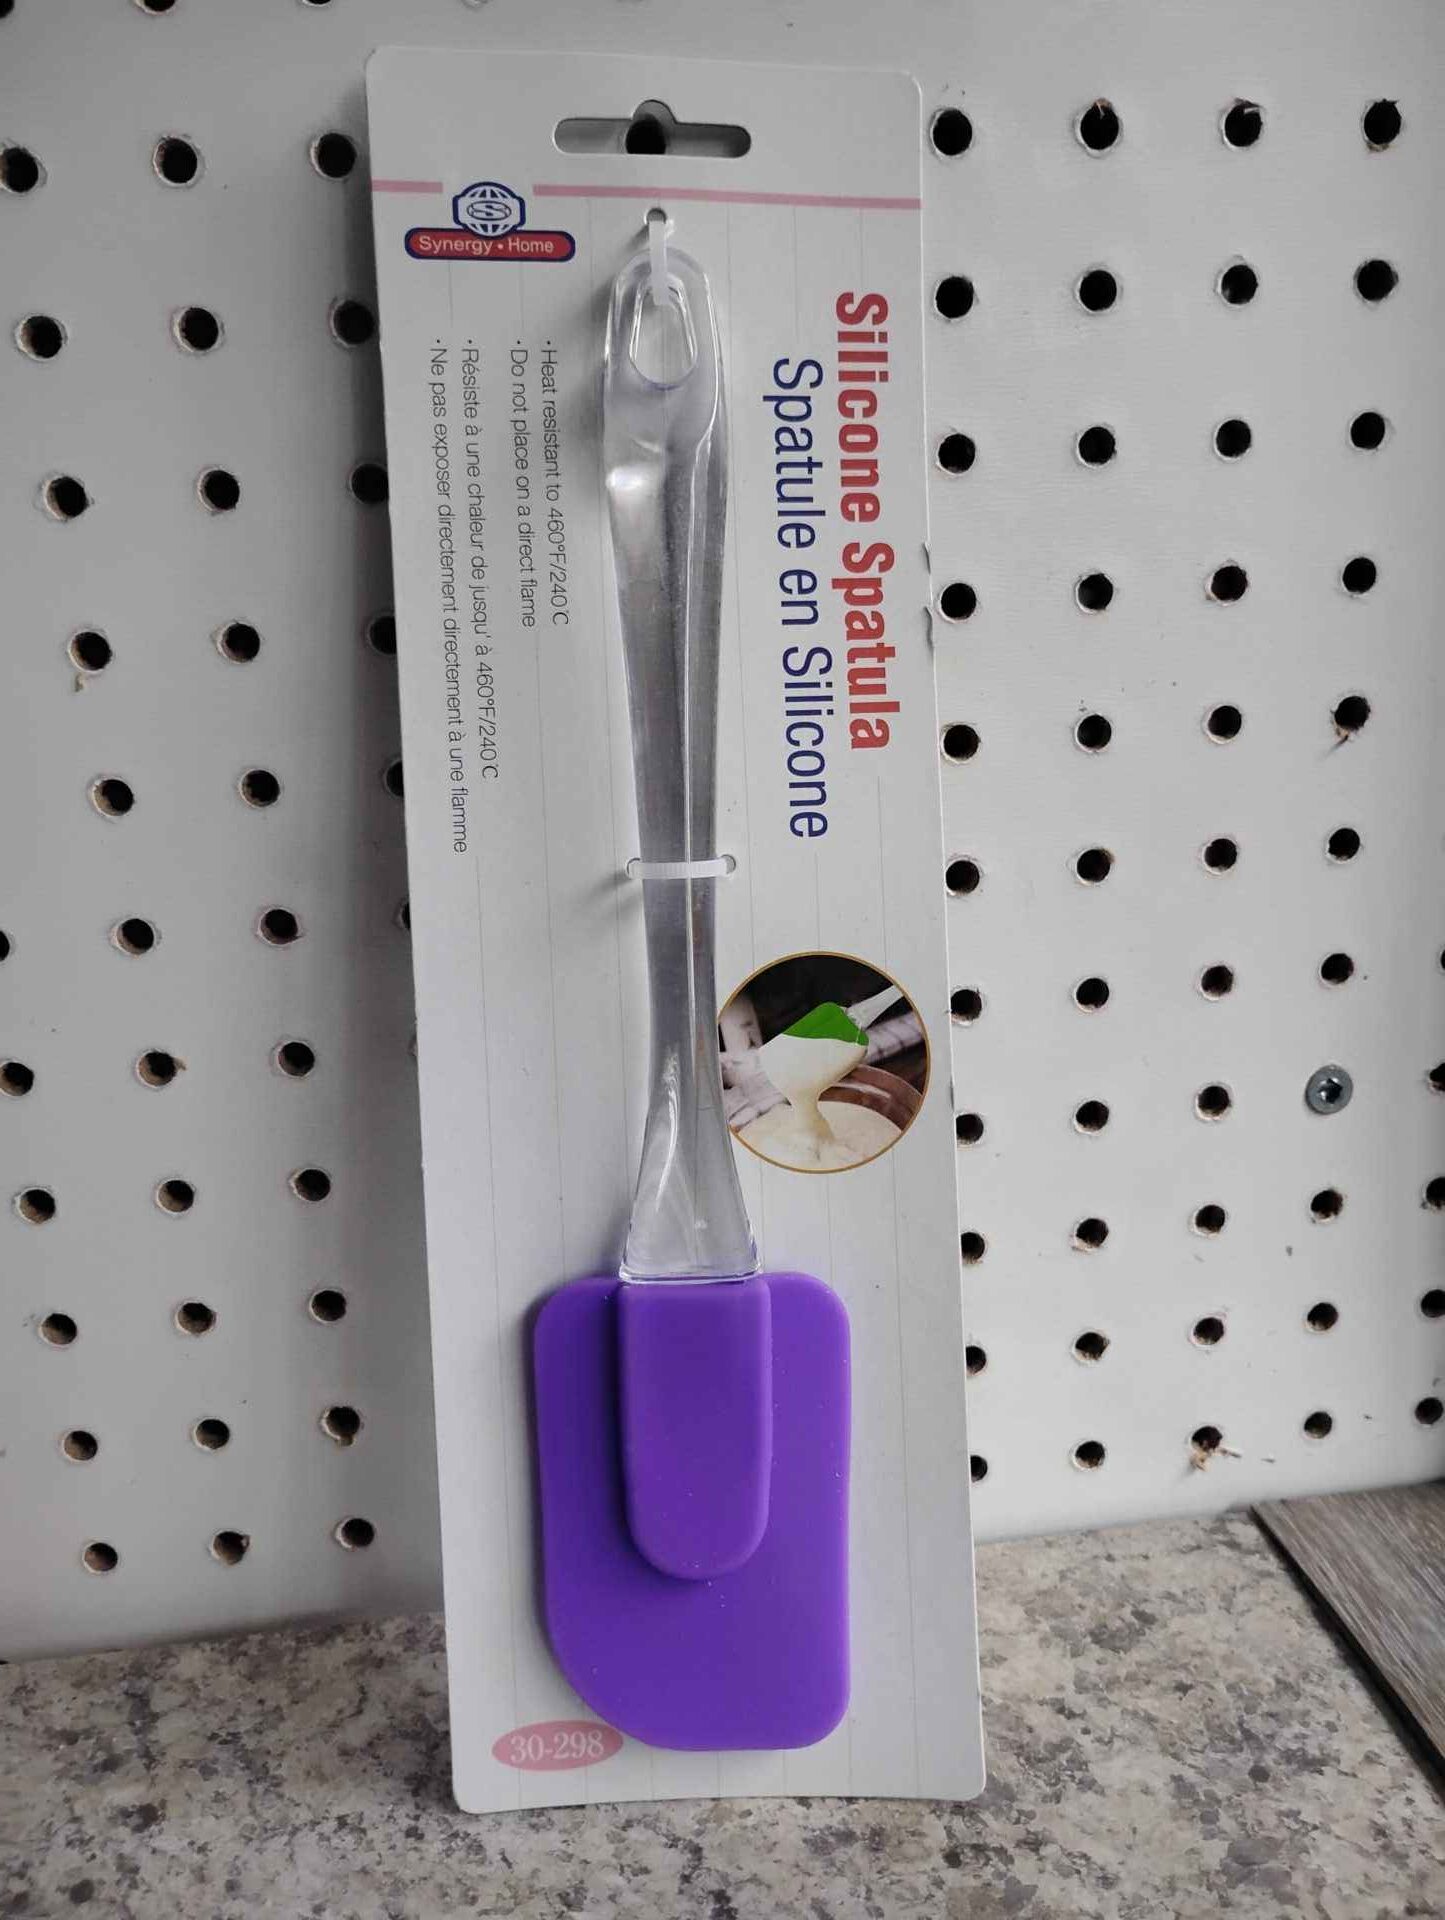 Synergy • Home
Silicone Spatula
Spatule en Silicone
· Heat resistant to 460°F/240℃
· Do not place on a direct flame
· Résiste à une chaleur de jusqu' à 460°F/240℃
· Ne pas exposer directement directement à une flamme
30-298